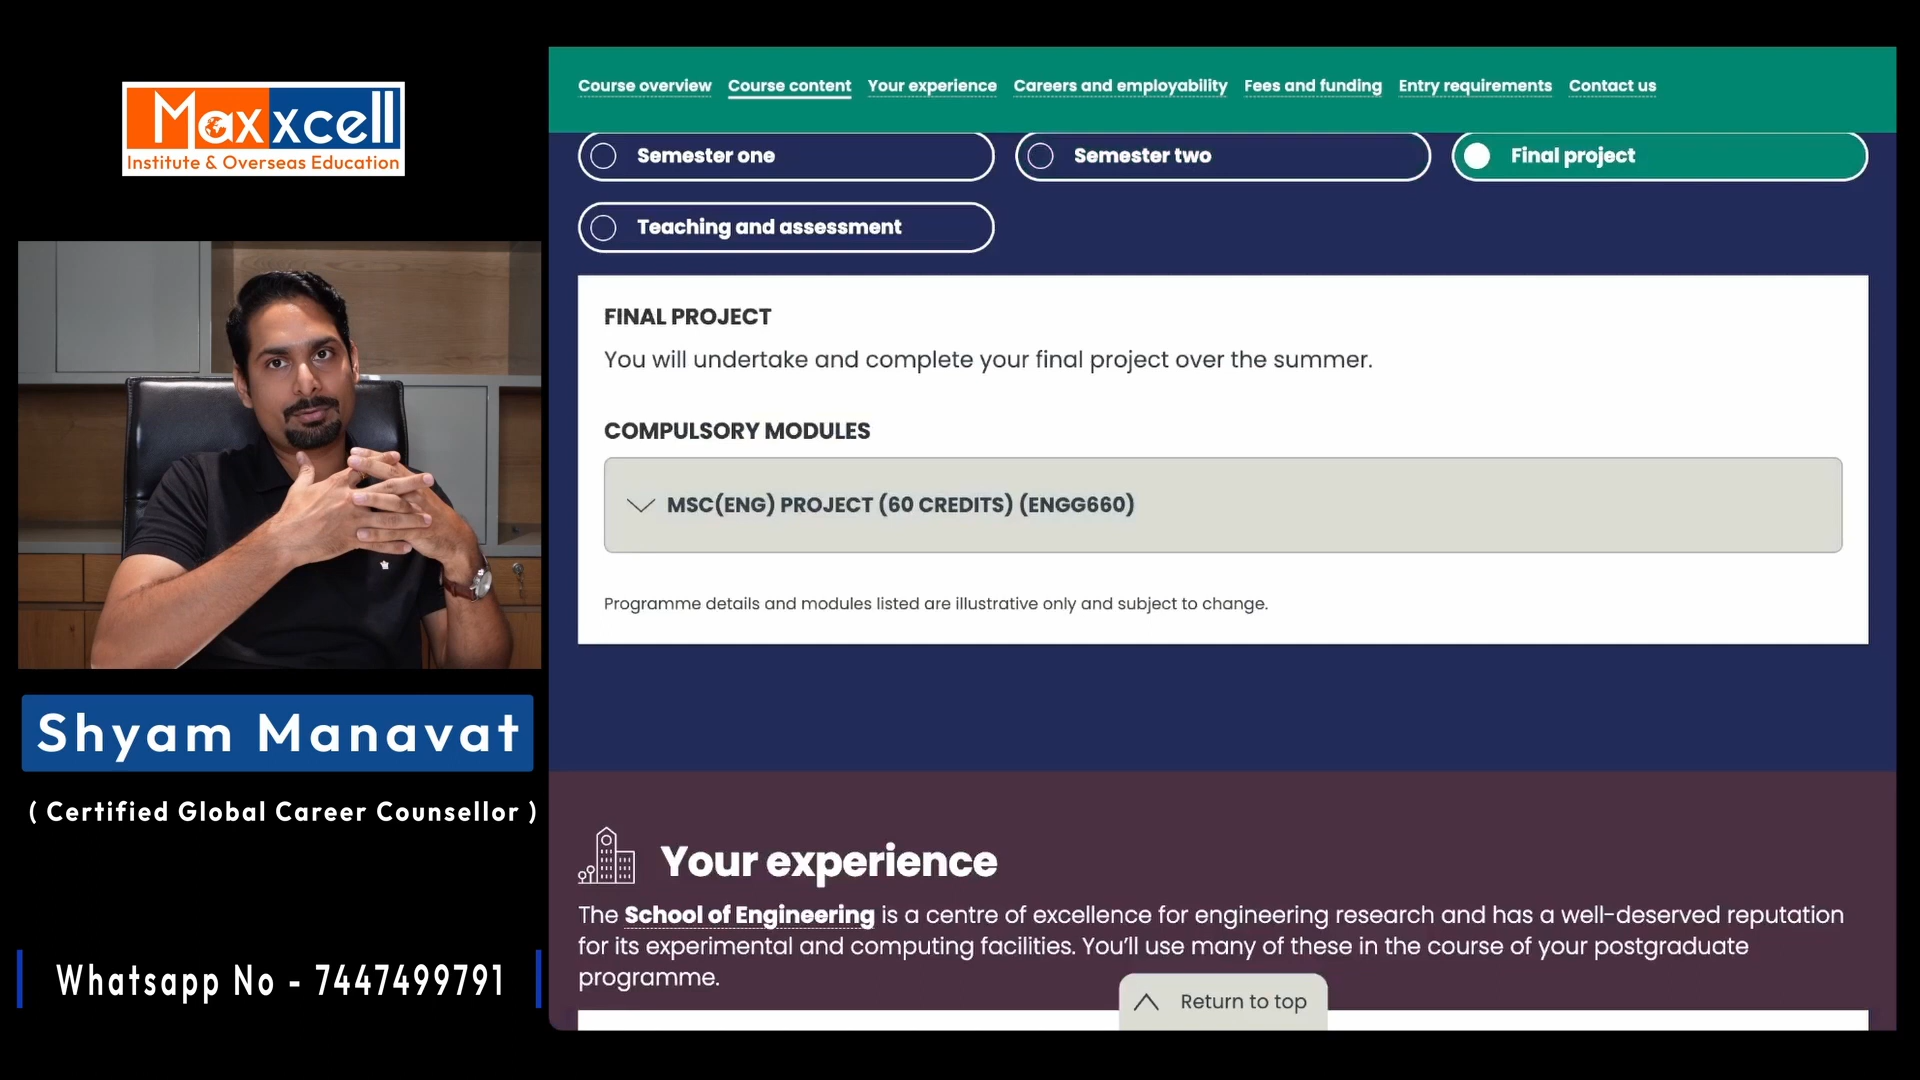 Maxxcell
Institute & Overseas Education
Shyam Manavat
( Certified Global Career Counsellor )
Whatsapp No - 7447499791
Course overview Course content Your experience Careers and employability Fees and funding Entry requirements Contact us
Semester one Semester two Final project
Teaching and assessment
FINAL PROJECT
You will undertake and complete your final project over the summer.
COMPULSORY MODULES
MSC(ENG) PROJECT (60 CREDITS) (ENGG660)
Programme details and modules listed are illustrative only and subject to change.
Your experience
The School of Engineering is a centre of excellence for engineering research and has a well-deserved reputation
for its experimental and computing facilities. You'll use many of these in the course of your postgraduate
programme.
Return to top